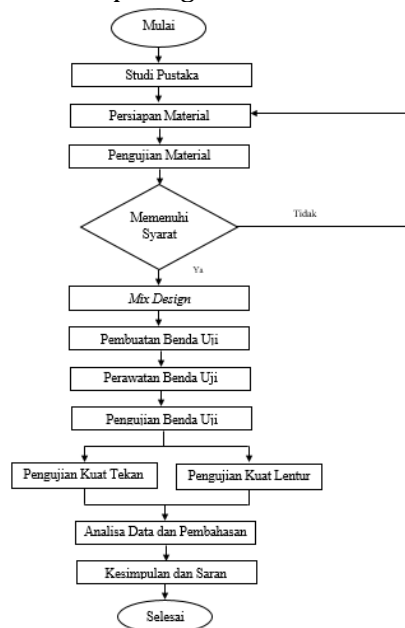 Mulai
Studi Pustaka
Persiapan Material
Pengujian Material
Memenuhi
Syarat
Tidak
Ya
Mix Design
Pembuatan Benda Uji
Perawatan Benda Uji
Pengujian Benda Uji
Pengujian Kuat Tekan
Pengujian Kuat Lentur
Analisa Data dan Pembahasan
Kesimpulan dan Saran
Selesai